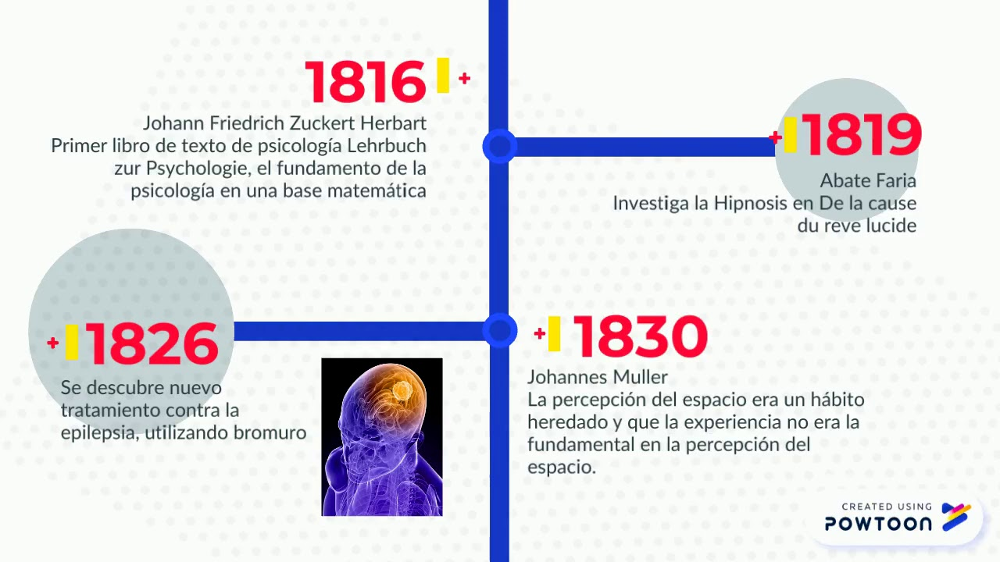 1816
Johann Friedrich Zuckert Herbart
Primer libro de texto de psicología Lehrbuch
zur Psychologie, el fundamento de la
psicología en una base matemática
1819
Abate Faria
Investiga la Hipnosis en De la cause
du reve lucide
1826
Se descubre nuevo
tratamiento contra la
epilepsia, utilizando bromuro
1830
Johannes Muller
La percepción del espacio era un hábito
heredado y que la experiencia no era la
fundamental en la percepción del
espacio.
CREATED USING
POWTOON